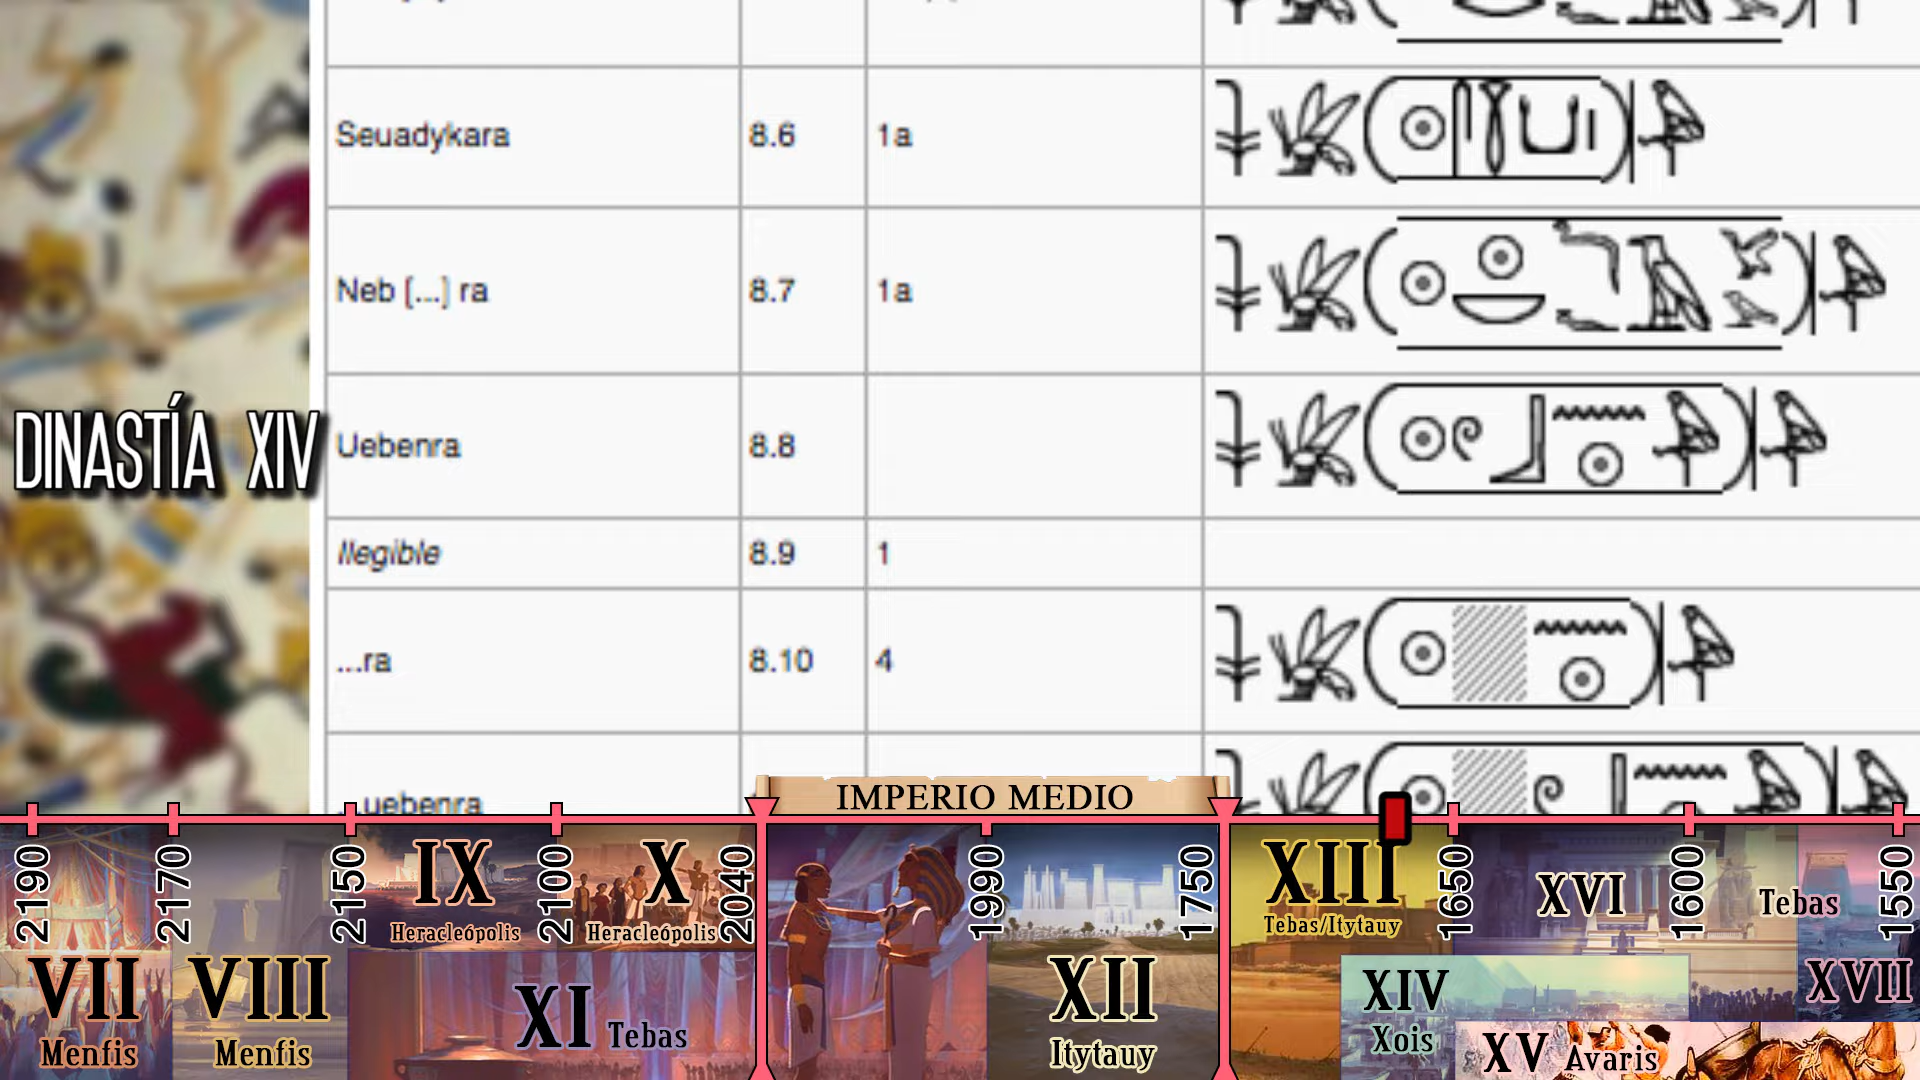 Seuadykara 8.6 1a
Neb [...] ra 8.7 1a
DINASTÍA XIV
Uebenra 8.8
Ilegible 8.9 1
...ra 8.10 4
..uebenra
IMPERIO MEDIO
2190
2170
2150
2100
2040
1990
1750
1650
1600
1550
VII
Menfis
VIII
Menfis
IX
Heracleópolis
X
Heracleópolis
XI Tebas
XII
Itytauy
XIII
Tebas/Itytauy
XIV
Xois
XV Avaris
XVI
Tebas
XVII